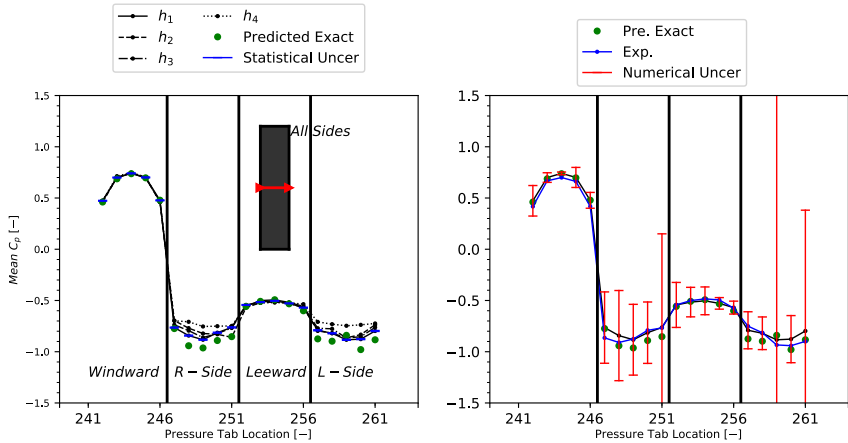 h₁
h₂
h₃
h₄
Predicted Exact
Statistical Uncer
Pre. Exact
Exp.
Numerical Uncer
1.5
1.0
0.5
0.0
−0.5
−1.0
−1.5
Mean Cₚ [−]
All Sides
Windward R − Side Leeward L − Side
241 246 251 256 261
Pressure Tab Location [−]
1.5
1.0
0.5
0.0
−0.5
−1.0
−1.5
241 246 251 256 261
Pressure Tab Location [−]